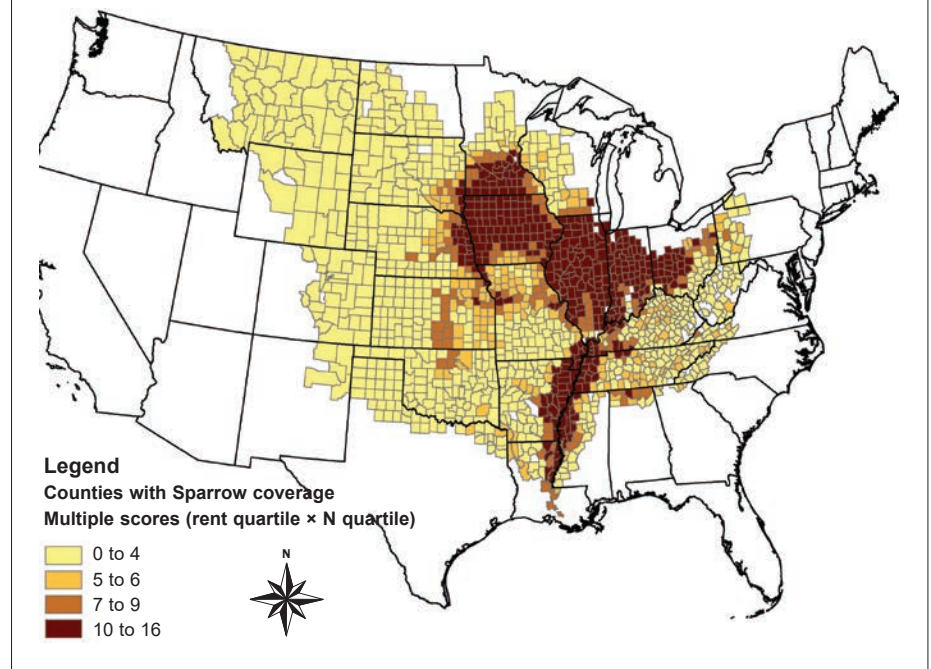 Legend
Counties with Sparrow coverage
Multiple scores (rent quartile × N quartile)
0 to 4
5 to 6
7 to 9
10 to 16
N